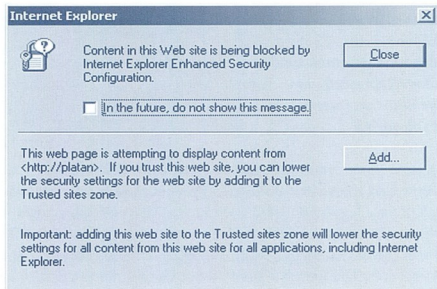 Internet Explorer
Content in this Web site is being blocked by
Internet Explorer Enhanced Security
Configuration.
Close
In the future, do not show this message.
This web page is attempting to display content from
<http://platan>. If you trust this web site, you can lower
the security settings for the web site by adding it to the
Trusted sites zone.
Add...
Important: adding this web site to the Trusted sites zone will lower the security
settings for all content from this web site for all applications, including Internet
Explorer.